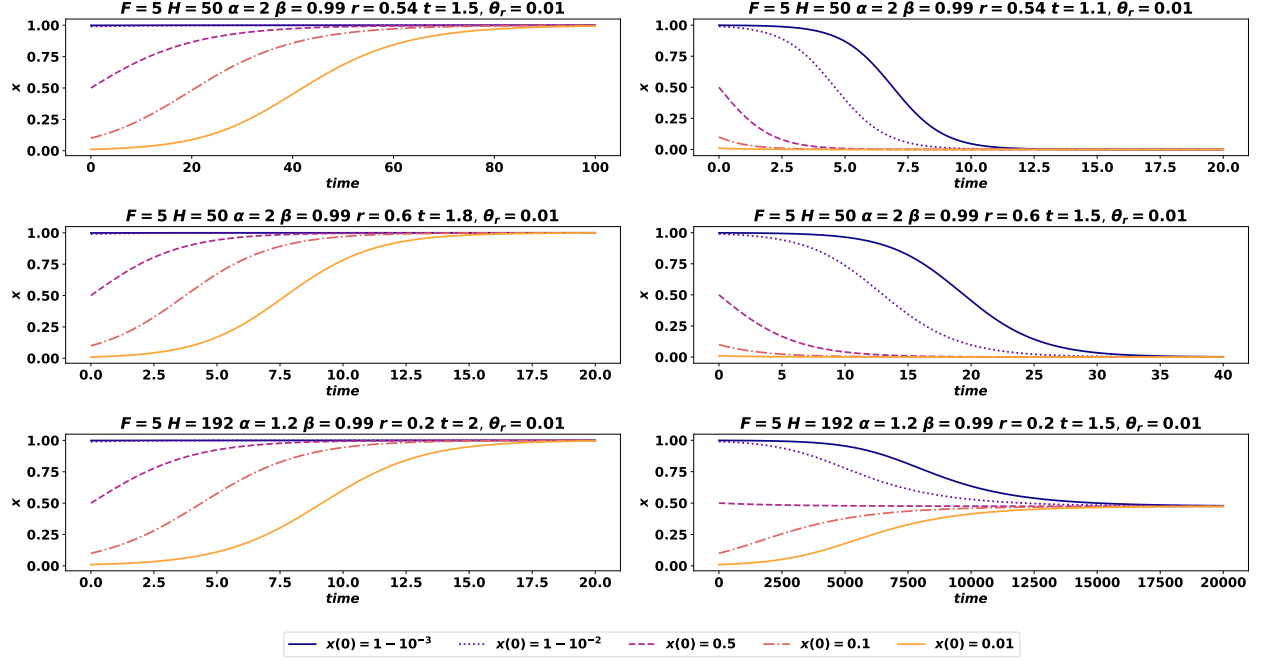 F = 5 H = 50 α = 2 β = 0.99 r = 0.54 t = 1.5, θr = 0.01
1.00
0.75
0.50
0.25
0.00
x
0 20 40 60 80 100
time
F = 5 H = 50 α = 2 β = 0.99 r = 0.54 t = 1.1, θr = 0.01
1.00
0.75
0.50
0.25
0.00
x
0.0 2.5 5.0 7.5 10.0 12.5 15.0 17.5 20.0
time
F = 5 H = 50 α = 2 β = 0.99 r = 0.6 t = 1.8, θr = 0.01
1.00
0.75
0.50
0.25
0.00
x
0.0 2.5 5.0 7.5 10.0 12.5 15.0 17.5 20.0
time
F = 5 H = 50 α = 2 β = 0.99 r = 0.6 t = 1.5, θr = 0.01
1.00
0.75
0.50
0.25
0.00
x
0 5 10 15 20 25 30 35 40
time
F = 5 H = 192 α = 1.2 β = 0.99 r = 0.2 t = 2, θr = 0.01
1.00
0.75
0.50
0.25
0.00
x
0.0 2.5 5.0 7.5 10.0 12.5 15.0 17.5 20.0
time
F = 5 H = 192 α = 1.2 β = 0.99 r = 0.2 t = 1.5, θr = 0.01
1.00
0.75
0.50
0.25
0.00
x
0 2500 5000 7500 10000 12500 15000 17500 20000
time
x(0) = 1 − 10⁻³ x(0) = 1 − 10⁻² x(0) = 0.5 x(0) = 0.1 x(0) = 0.01